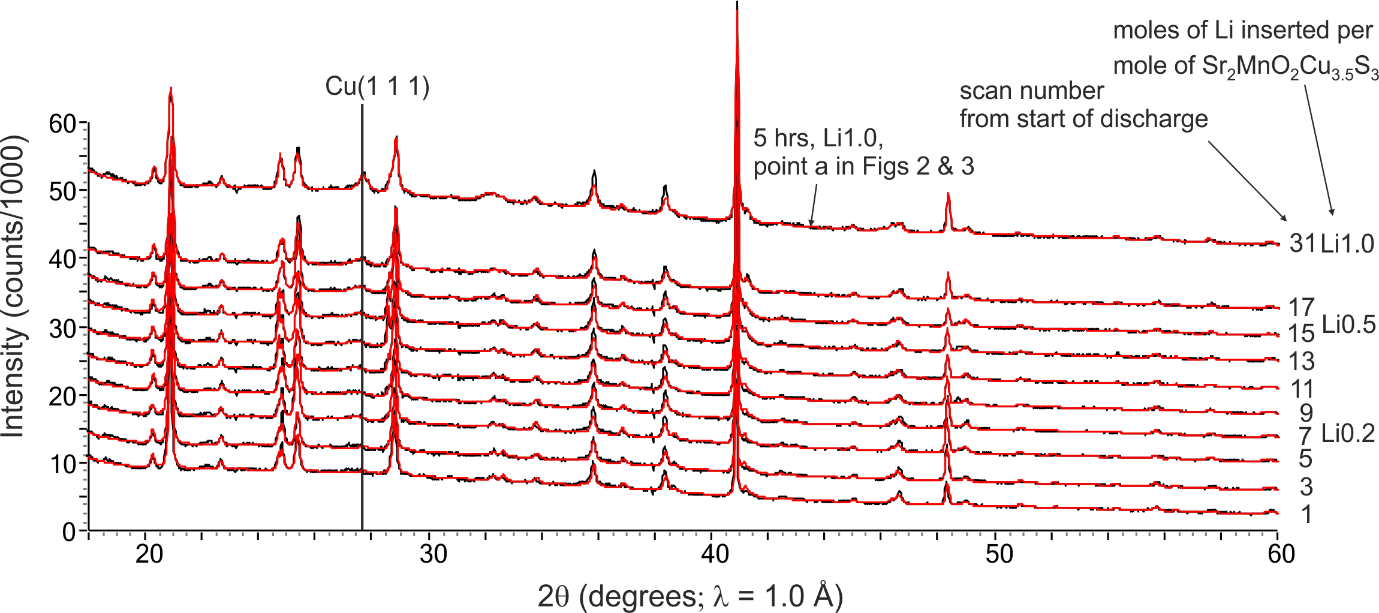 moles of Li inserted per
mole of Sr₂MnO₂Cu₃.₅S₃
scan number
from start of discharge
Cu(1 1 1)
5 hrs, Li1.0,
point a in Figs 2 & 3
Intensity (counts/1000)
60
50
40
30
20
10
0
31 Li1.0
17
Li0.5
15
13
11
9
Li0.2
7
5
3
1
20 30 40 50 60
2θ (degrees; λ = 1.0 Å)